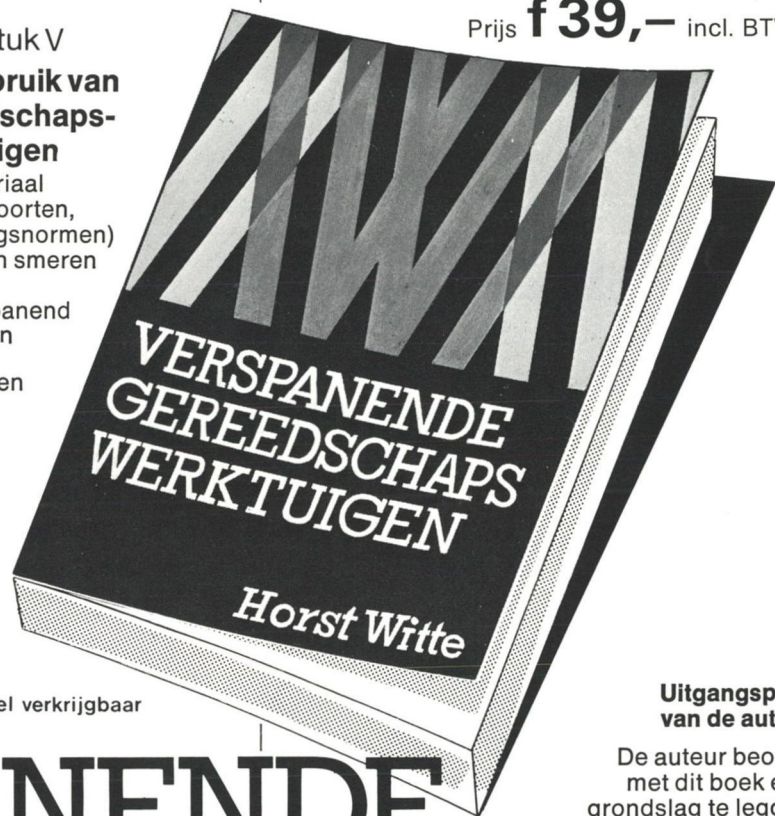 Prijs f 39,– incl. BT
tuk V
ruik van
schaps-
igen
riaal
oorten,
gsnormen)
n smeren
anend
n
en
VERSPANENDE
GEREEDSCHAPS
WERKTUIGEN
Horst Witte
el verkrijgbaar
NENDE
Uitgangsp
van de aut
De auteur beo
met dit boek e
grondslag te legg